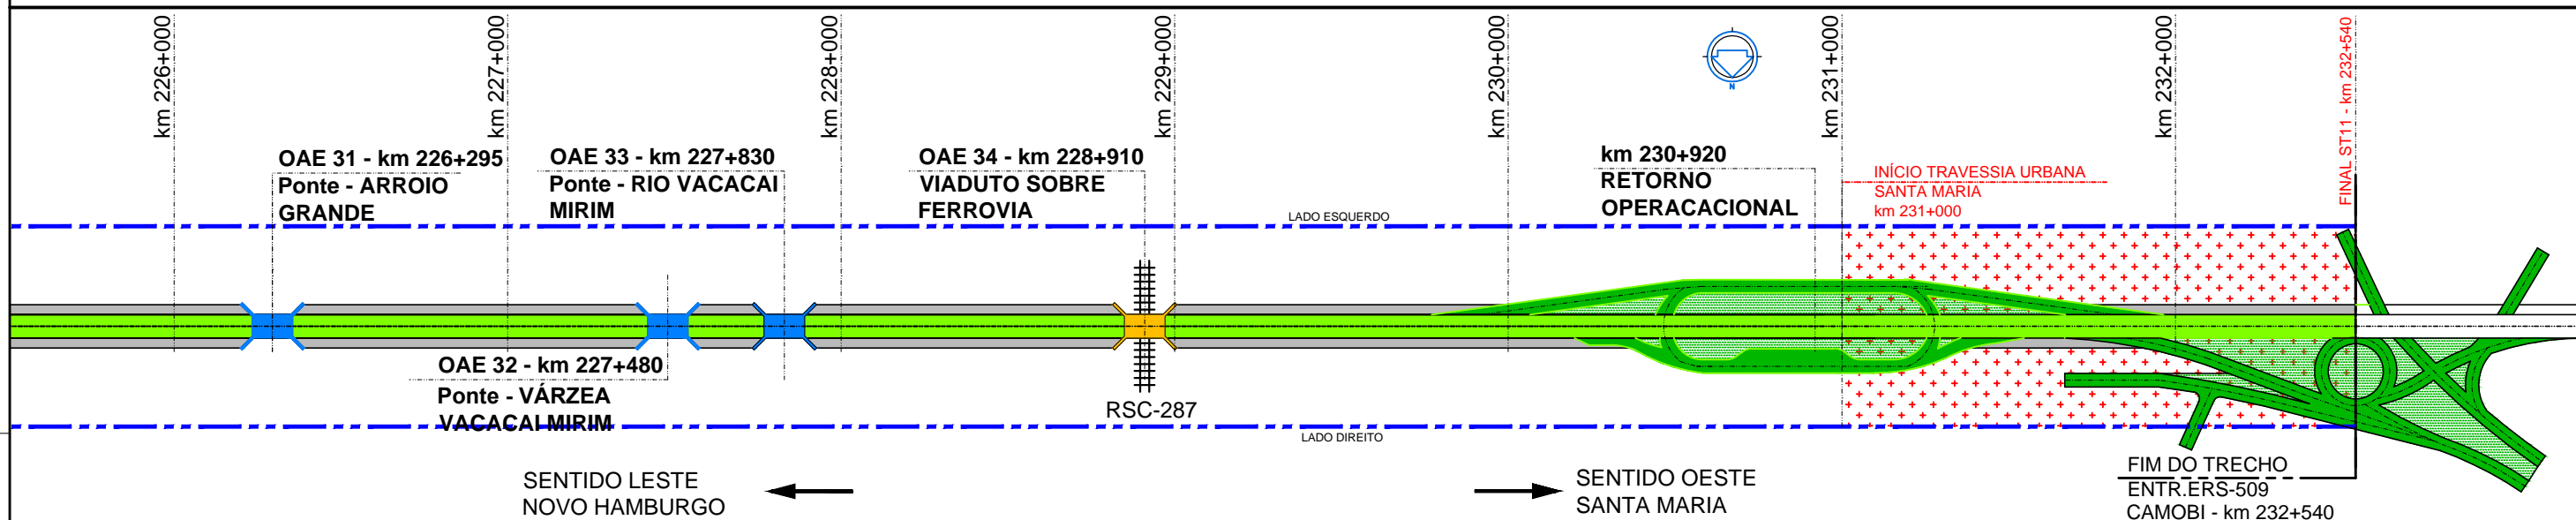 km 226+000
km 227+000
km 228+000
km 229+000
km 230+000
km 231+000
km 232+000
FINAL ST11 - km 232+540
N
OAE 31 - km 226+295
Ponte - ARROIO
GRANDE
OAE 33 - km 227+830
Ponte - RIO VACACAI
MIRIM
OAE 34 - km 228+910
VIADUTO SOBRE
FERROVIA
km 230+920
RETORNO
OPERACACIONAL
INÍCIO TRAVESSIA URBANA
SANTA MARIA
km 231+000
LADO ESQUERDO
OAE 32 - km 227+480
Ponte - VÁRZEA
VACACAI MIRIM
RSC-287
LADO DIREITO
SENTIDO LESTE
NOVO HAMBURGO
SENTIDO OESTE
SANTA MARIA
FIM DO TRECHO
ENTR.ERS-509
CAMOBI - km 232+540